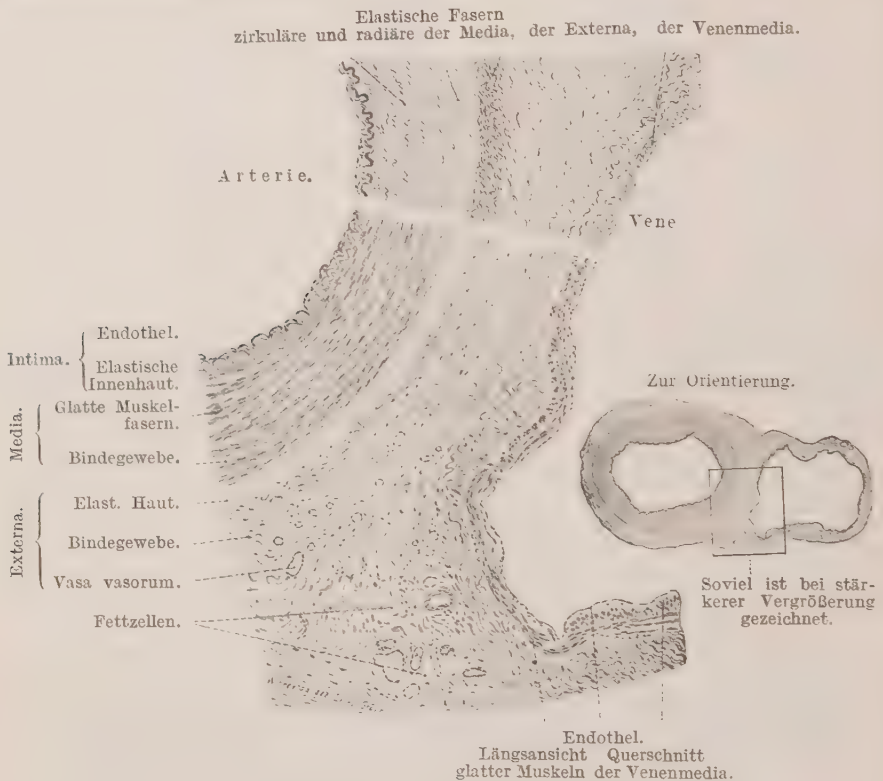 Elastische Fasern
zirkuläre und radiäre der Media, der Externa, der Venenmedia.
Arterie.
Vene
Intima.
Endothel.
Elastische
Innenhaut.
Media.
Glatte Muskel-
fasern.
Bindegewebe.
Externa.
Elast. Haut.
Bindegewebe.
Vasa vasorum.
Fettzellen.
Zur Orientierung.
Soviel ist bei stär-
kerer Vergrößerung
gezeichnet.
Endothel.
Längsansicht Querschnitt
glatter Muskeln der Venenmedia.